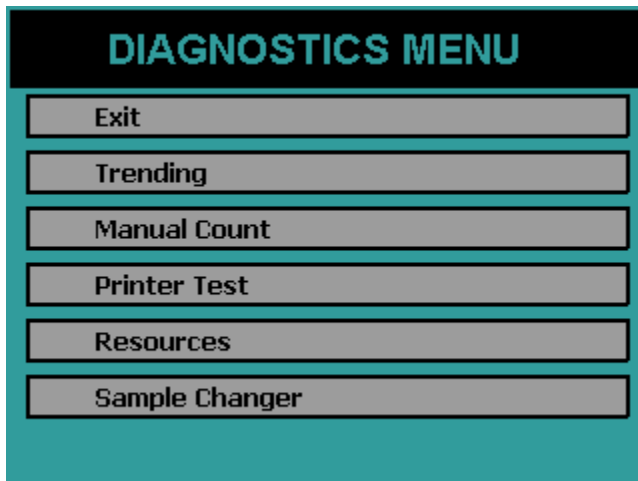 DIAGNOSTICS MENU
Exit
Trending
Manual Count
Printer Test
Resources
Sample Changer